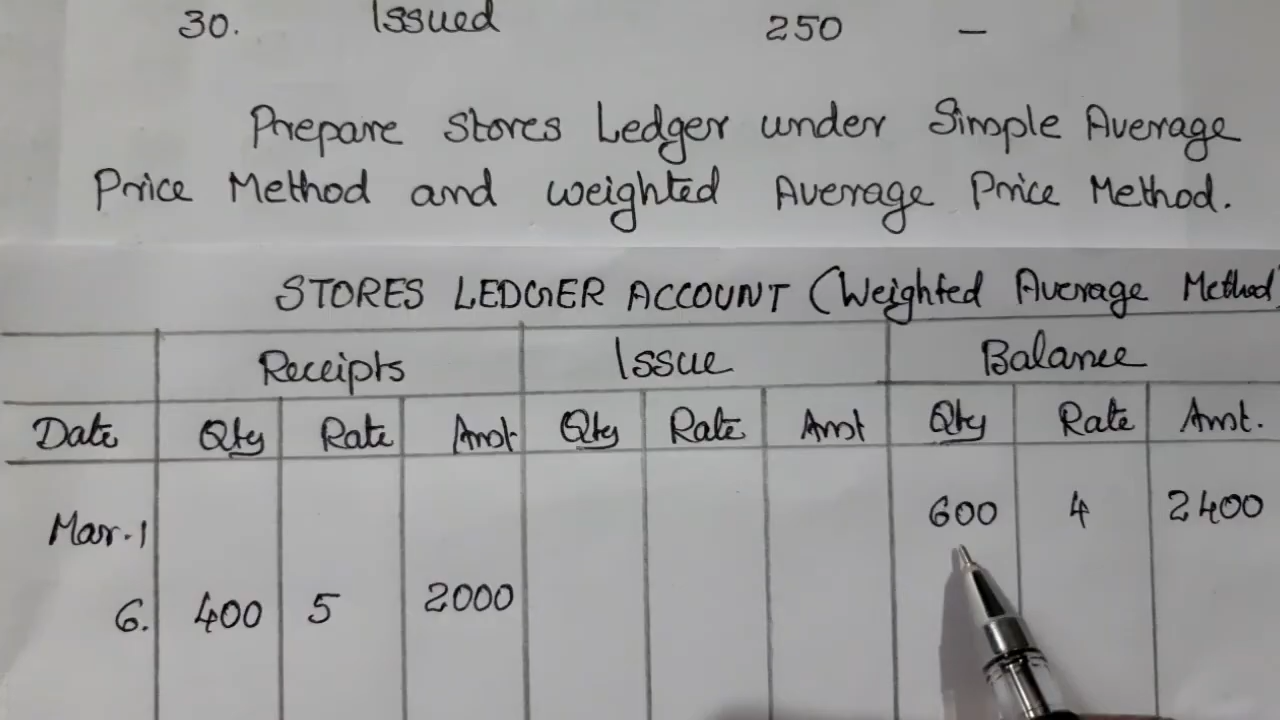 30. Issued 250 —
Prepare Stores Ledger under Simple Average
Price Method and weighted Average Price Method.
STORES LEDGER ACCOUNT (Weighted Average Method
Receipts Issue Balance
Date Qty Rate Amt Qty Rate Amt Qty Rate Amt.
Mar. 1 600 4 2400
6. 400 5 2000